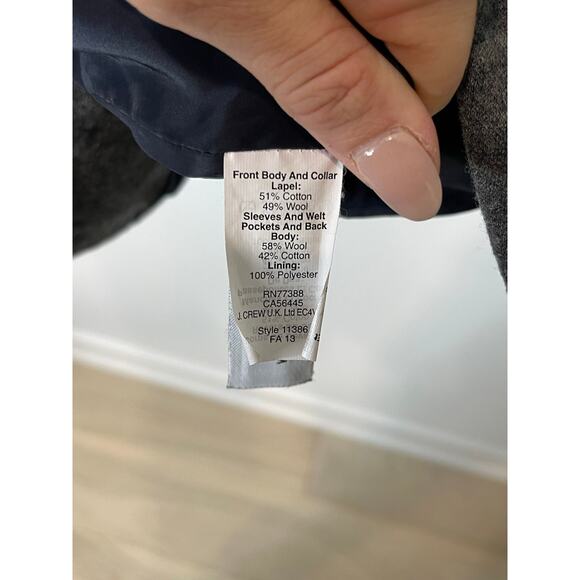 Front Body And Collar
Lapel:
51% Cotton
49% Wool
Sleeves And Welt
Pockets And Back
Body:
58% Wool
42% Cotton
Lining:
100% Polyester
RN77388
CA56445
J.CREW U.K. Ltd EC4V
Style 11386
FA 13